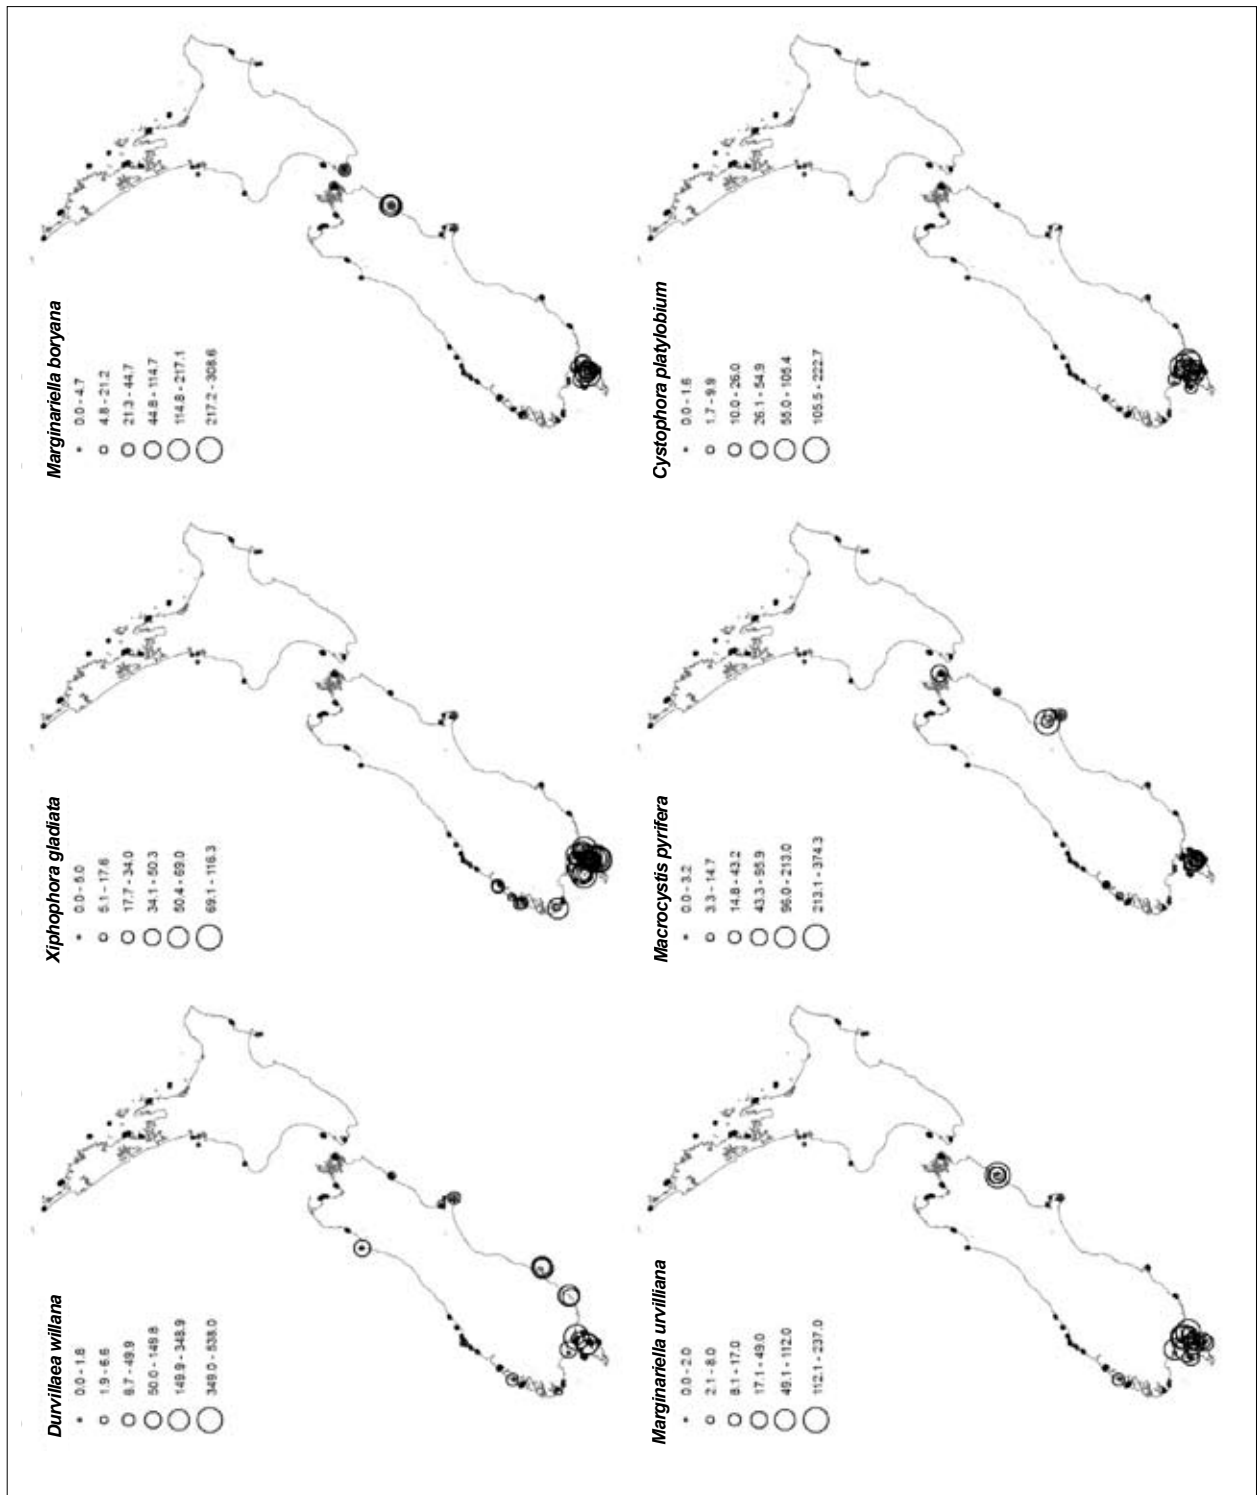 Durvillaea willana
0.0 - 1.8
1.9 - 6.6
6.7 - 49.9
50.0 - 149.8
149.9 - 348.9
349.0 - 538.0
Xiphophora gladiata
0.0 - 5.0
5.1 - 17.6
17.7 - 34.0
34.1 - 50.3
50.4 - 69.0
69.1 - 116.3
Marginariella boryana
0.0 - 4.7
4.8 - 21.2
21.3 - 44.7
44.8 - 114.7
114.8 - 217.1
217.2 - 308.6
Marginariella urvilliana
0.0 - 2.0
2.1 - 8.0
8.1 - 17.0
17.1 - 49.0
49.1 - 112.0
112.1 - 237.0
Macrocystis pyrifera
0.0 - 3.2
3.3 - 14.7
14.8 - 43.2
43.3 - 95.9
96.0 - 213.0
213.1 - 374.3
Cystophora platylobium
0.0 - 1.6
1.7 - 9.9
10.0 - 26.0
26.1 - 54.9
55.0 - 105.4
105.5 - 222.7